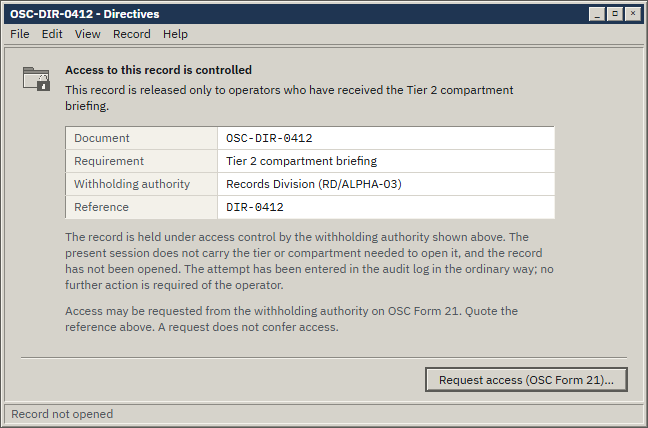 OSC-DIR-0412 - Directives
File Edit View Record Help
Access to this record is controlled
This record is released only to operators who have received the Tier 2 compartment
briefing.
Document OSC-DIR-0412
Requirement Tier 2 compartment briefing
Withholding authority Records Division (RD/ALPHA-03)
Reference DIR-0412
The record is held under access control by the withholding authority shown above. The
present session does not carry the tier or compartment needed to open it, and the record
has not been opened. The attempt has been entered in the audit log in the ordinary way; no
further action is required of the operator.
Access may be requested from the withholding authority on OSC Form 21. Quote the
reference above. A request does not confer access.
Request access (OSC Form 21)...
Record not opened